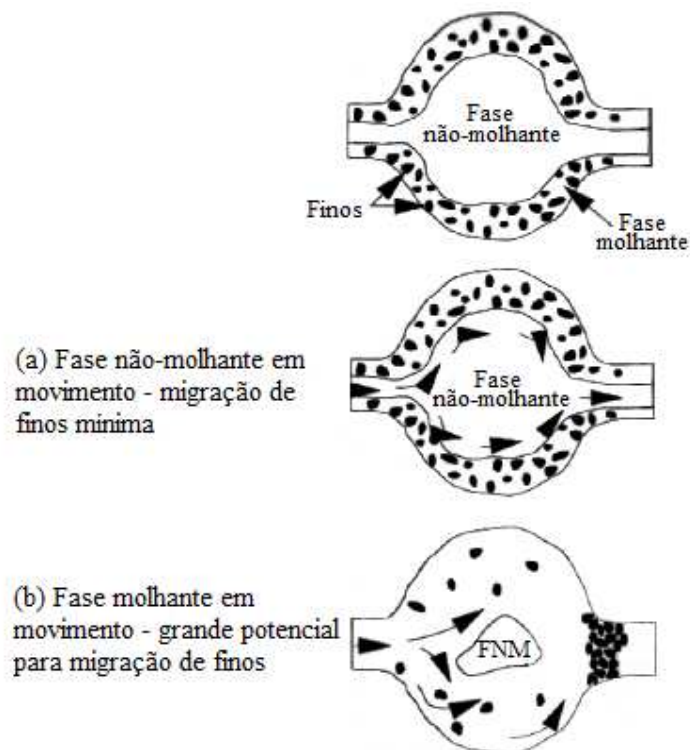 Fase
não-molhante
Finos
Fase
molhante
(a) Fase não-molhante em
movimento - migração de
finos minima
Fase
não-molhante
(b) Fase molhante em
movimento - grande potencial
para migração de finos
FNM